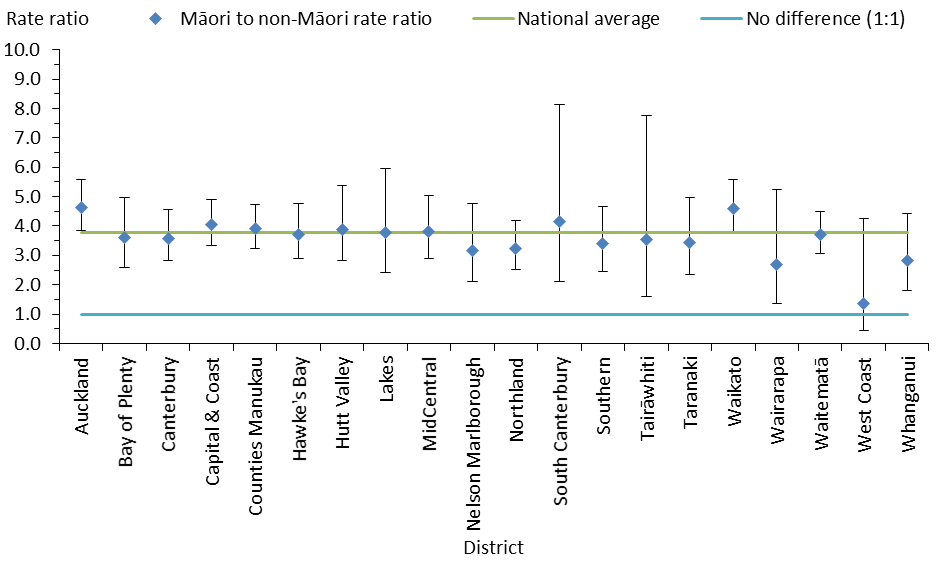 Rate ratio Māori to non-Māori rate ratio National average No difference (1:1)
10.0
9.0
8.0
7.0
6.0
5.0
4.0
3.0
2.0
1.0
0.0
Auckland
Bay of Plenty
Canterbury
Capital & Coast
Counties Manukau
Hawke's Bay
Hutt Valley
Lakes
MidCentral
Nelson Marlborough
Northland
South Canterbury
Southern
Tairāwhiti
Taranaki
Waikato
Wairarapa
Waitematā
West Coast
Whanganui
District